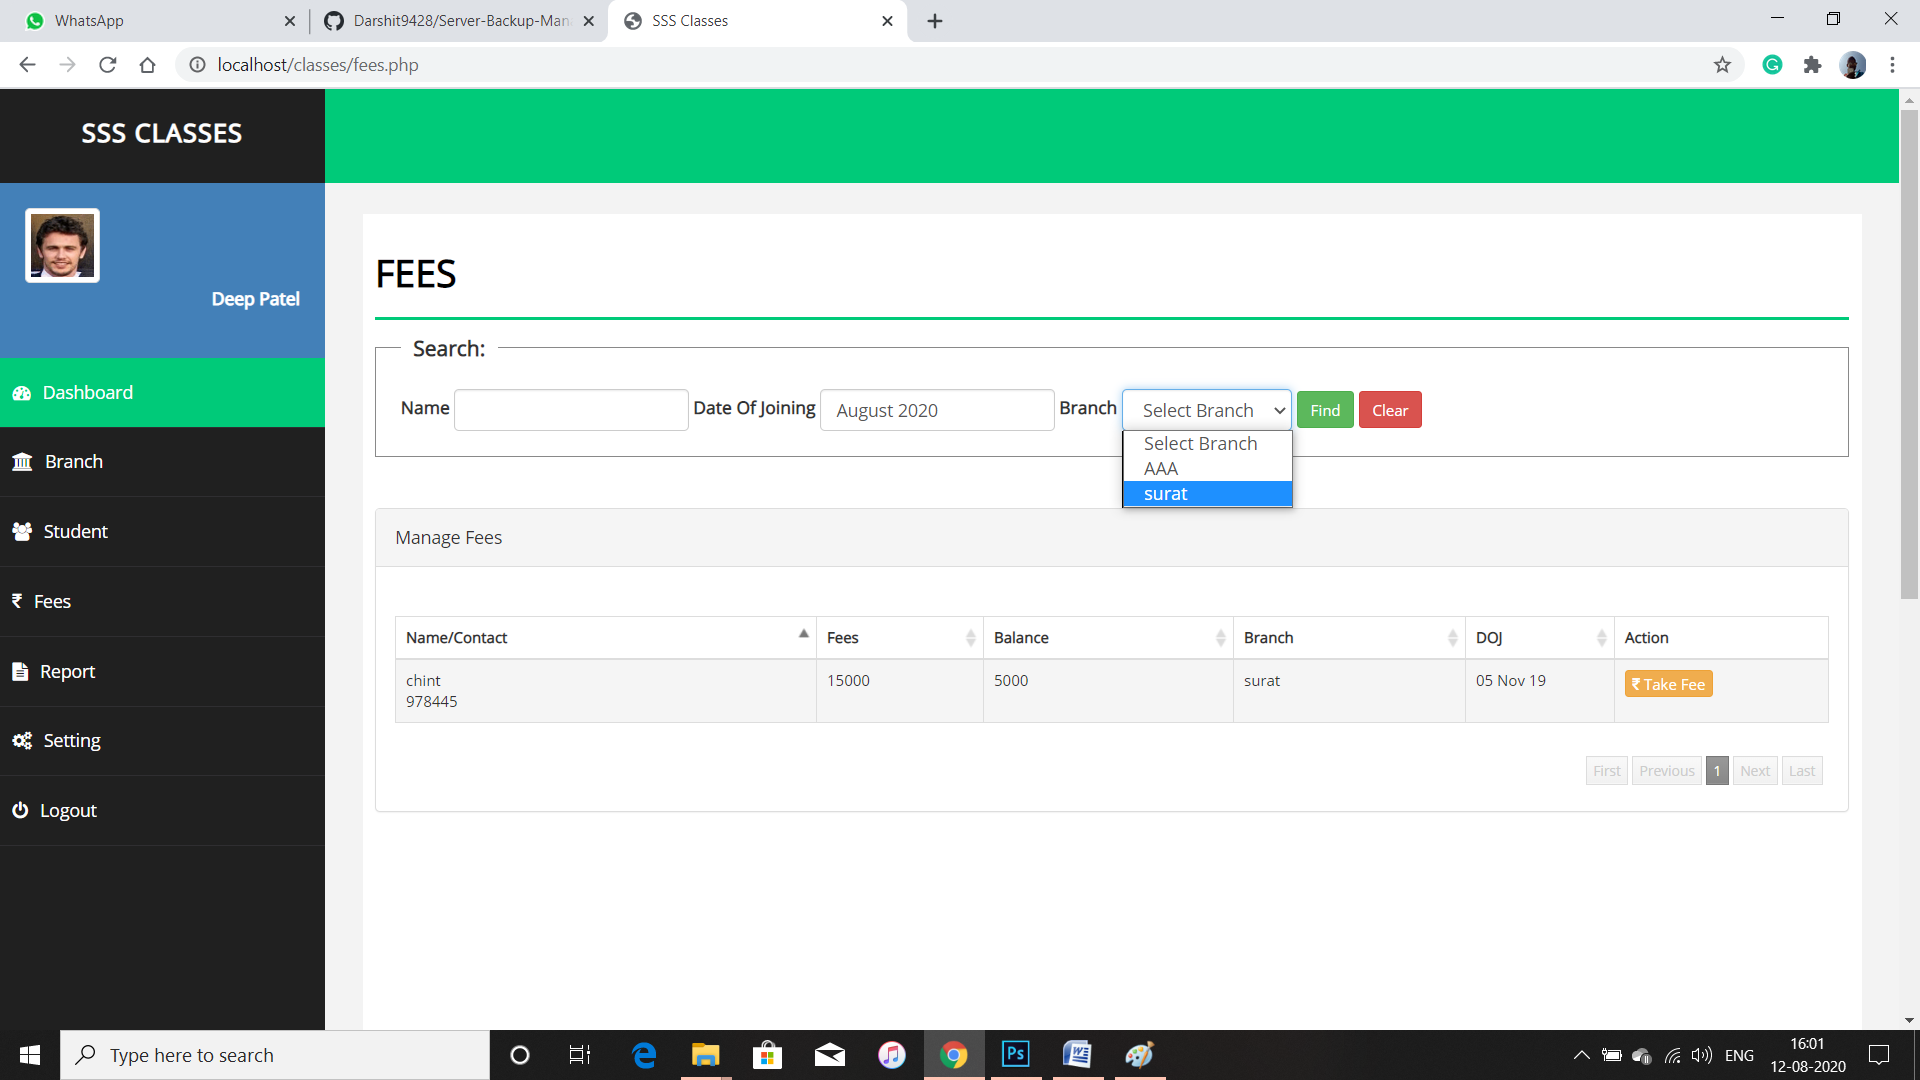 WhatsApp
Darshit9428/Server-Backup-Man
SSS Classes
localhost/classes/fees.php
SSS CLASSES
Deep Patel
Dashboard
Branch
Student
₹ Fees
Report
Setting
Logout
FEES
Search:
Name Date Of Joining August 2020 Branch Select Branch Find Clear
Select Branch
AAA
surat
Manage Fees
Name/Contact Fees Balance Branch DOJ Action
chint 15000 5000 surat 05 Nov 19 ₹ Take Fee
978445
First Previous 1 Next Last
Type here to search
Ps
W
ENG
16:01
12-08-2020